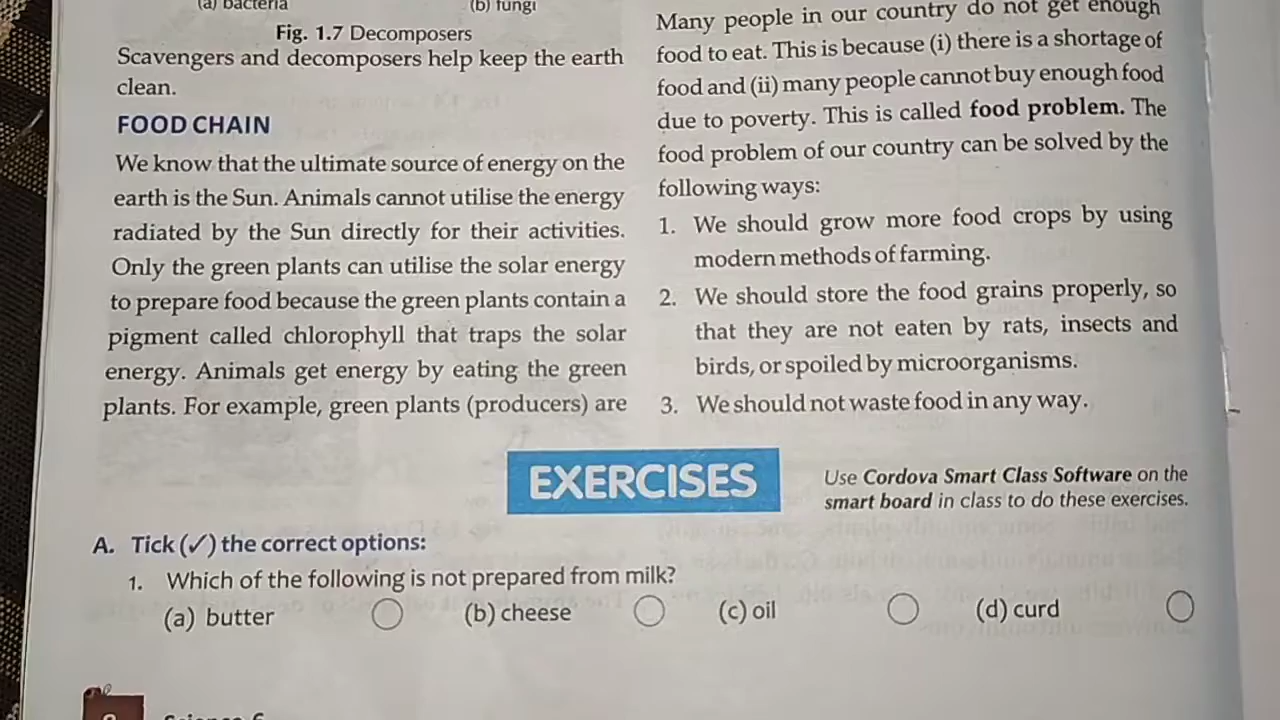 (a) bacteria
(b) fungi
Fig. 1.7 Decomposers
Scavengers and decomposers help keep the earth
clean.
FOOD CHAIN
We know that the ultimate source of energy on the
earth is the Sun. Animals cannot utilise the energy
radiated by the Sun directly for their activities.
Only the green plants can utilise the solar energy
to prepare food because the green plants contain a
pigment called chlorophyll that traps the solar
energy. Animals get energy by eating the green
plants. For example, green plants (producers) are
Many people in our country do not get enough
food to eat. This is because (i) there is a shortage of
food and (ii) many people cannot buy enough food
due to poverty. This is called food problem. The
food problem of our country can be solved by the
following ways:
1. We should grow more food crops by using
modern methods of farming.
2. We should store the food grains properly, so
that they are not eaten by rats, insects and
birds, or spoiled by microorganisms.
3. We should not waste food in any way.
EXERCISES
Use Cordova Smart Class Software on the
smart board in class to do these exercises.
A. Tick (✓) the correct options:
1. Which of the following is not prepared from milk?
(a) butter (b) cheese (c) oil (d) curd
Science-6